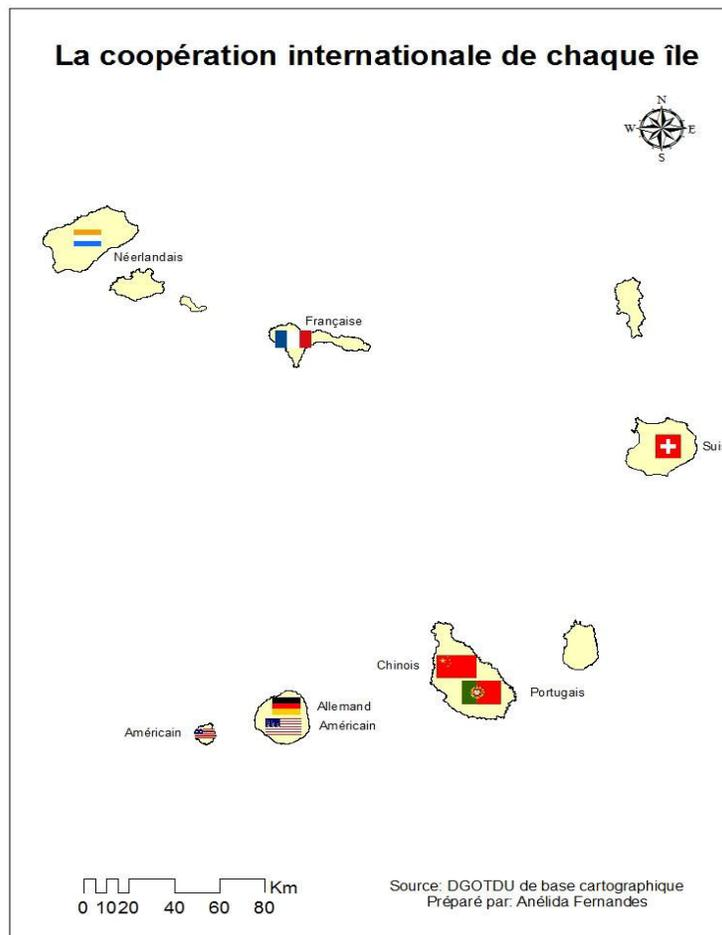 La coopération internationale de chaque île
N
W E
S
Néerlandais
Française
Chinois
Portugais
Allemand
Américain
Américain
Km
0 10 20 40 60 80
Source: DGOTDU de base cartographique
Préparé par: Anélida Fernandes